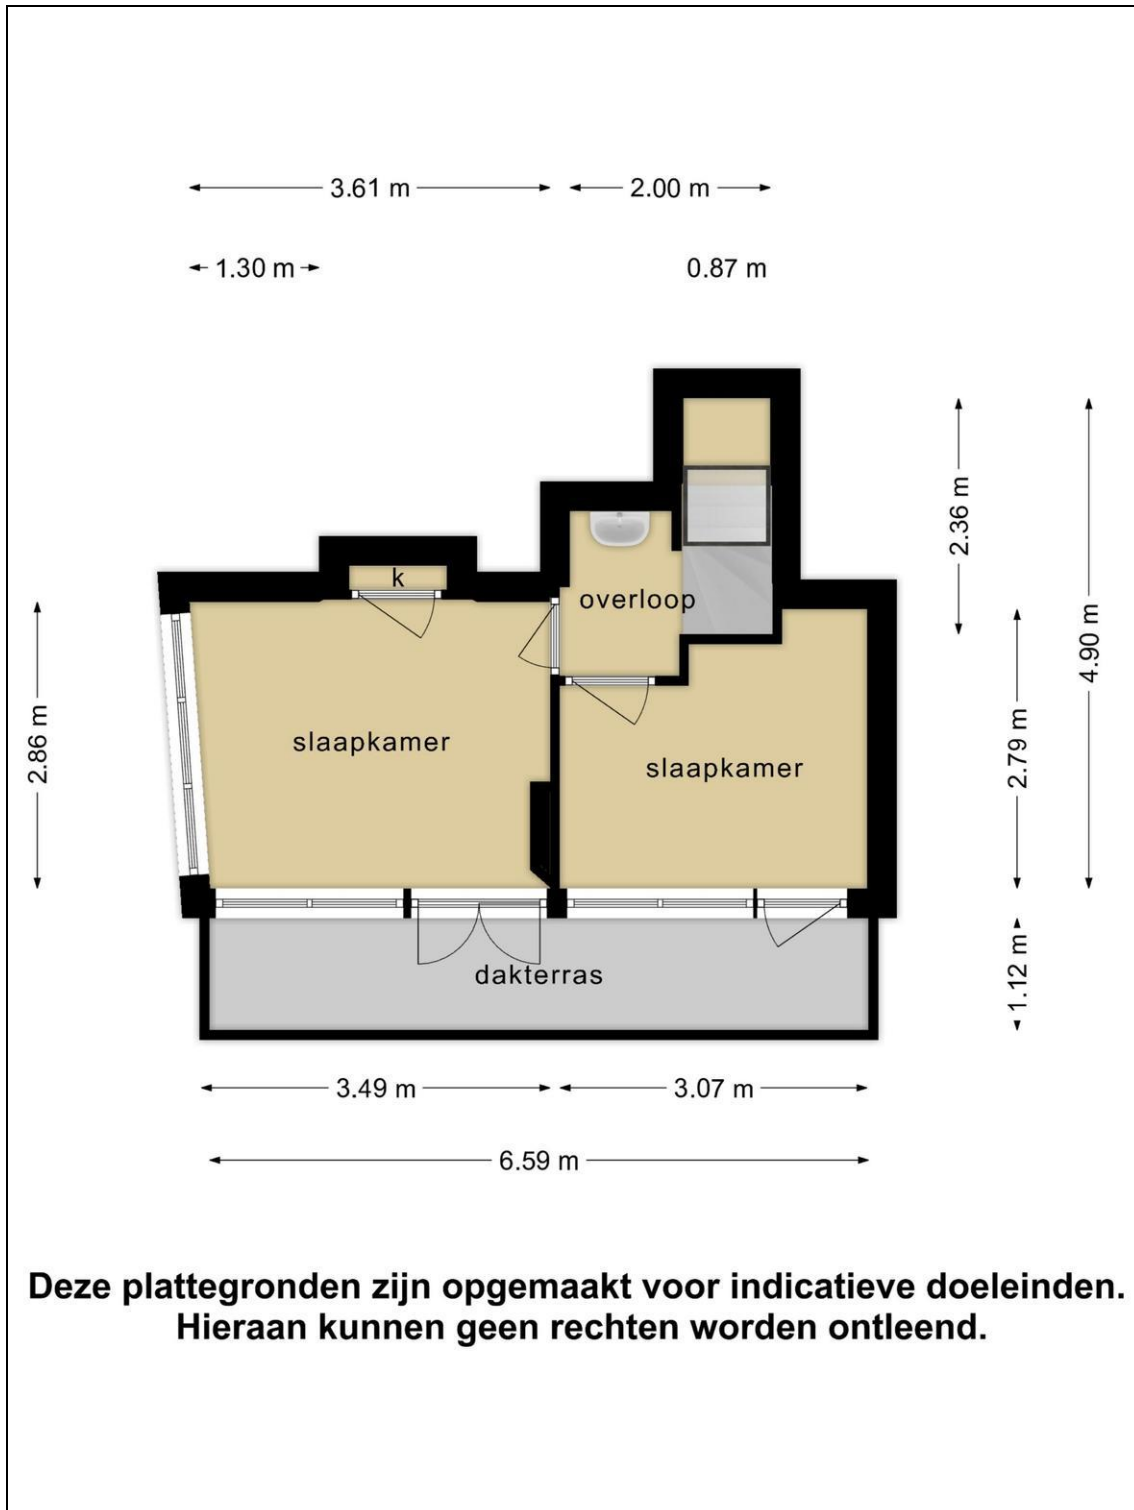 3.61 m
2.00 m
1.30 m
0.87 m
k
overloop
2.36 m
4.90 m
2.86 m
slaapkamer
slaapkamer
2.79 m
dakterras
1.12 m
3.49 m
3.07 m
6.59 m
Deze plattegronden zijn opgemaakt voor indicatieve doeleinden.
Hieraan kunnen geen rechten worden ontleend.